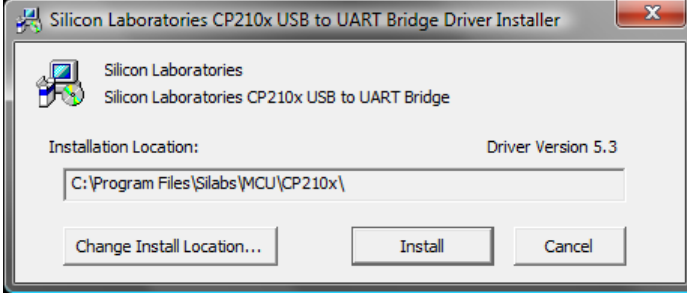 Silicon Laboratories CP210x USB to UART Bridge Driver Installer
Silicon Laboratories
Silicon Laboratories CP210x USB to UART Bridge
Installation Location: Driver Version 5.3
C:\Program Files\Silabs\MCU\CP210x\
Change Install Location... Install Cancel